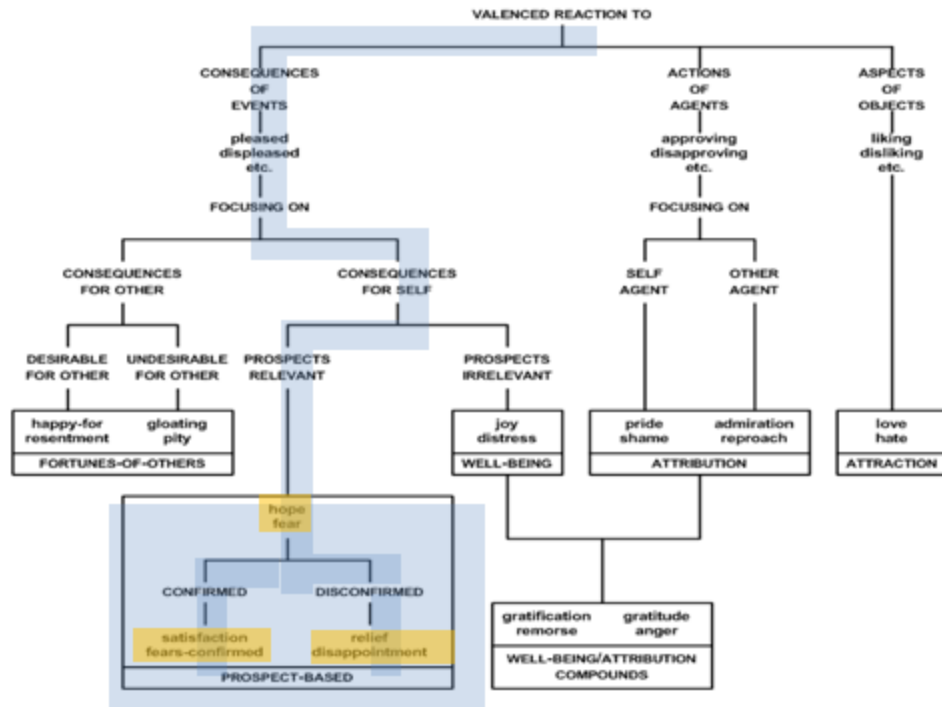 VALENCED REACTION TO
CONSEQUENCES
OF
EVENTS
pleased
displeased
etc.
FOCUSING ON
ACTIONS
OF
AGENTS
approving
disapproving
etc.
FOCUSING ON
ASPECTS
OF
OBJECTS
liking
disliking
etc.
CONSEQUENCES
FOR OTHER
CONSEQUENCES
FOR SELF
SELF
AGENT
OTHER
AGENT
DESIRABLE
FOR OTHER
UNDESIRABLE
FOR OTHER
PROSPECTS
RELEVANT
PROSPECTS
IRRELEVANT
happy-for
resentment
gloating
pity
FORTUNES-OF-OTHERS
joy
distress
WELL-BEING
pride
shame
admiration
reproach
ATTRIBUTION
love
hate
ATTRACTION
hope
fear
CONFIRMED
DISCONFIRMED
satisfaction
fears-confirmed
relief
disappointment
PROSPECT-BASED
gratification
remorse
gratitude
anger
WELL-BEING/ATTRIBUTION
COMPOUNDS